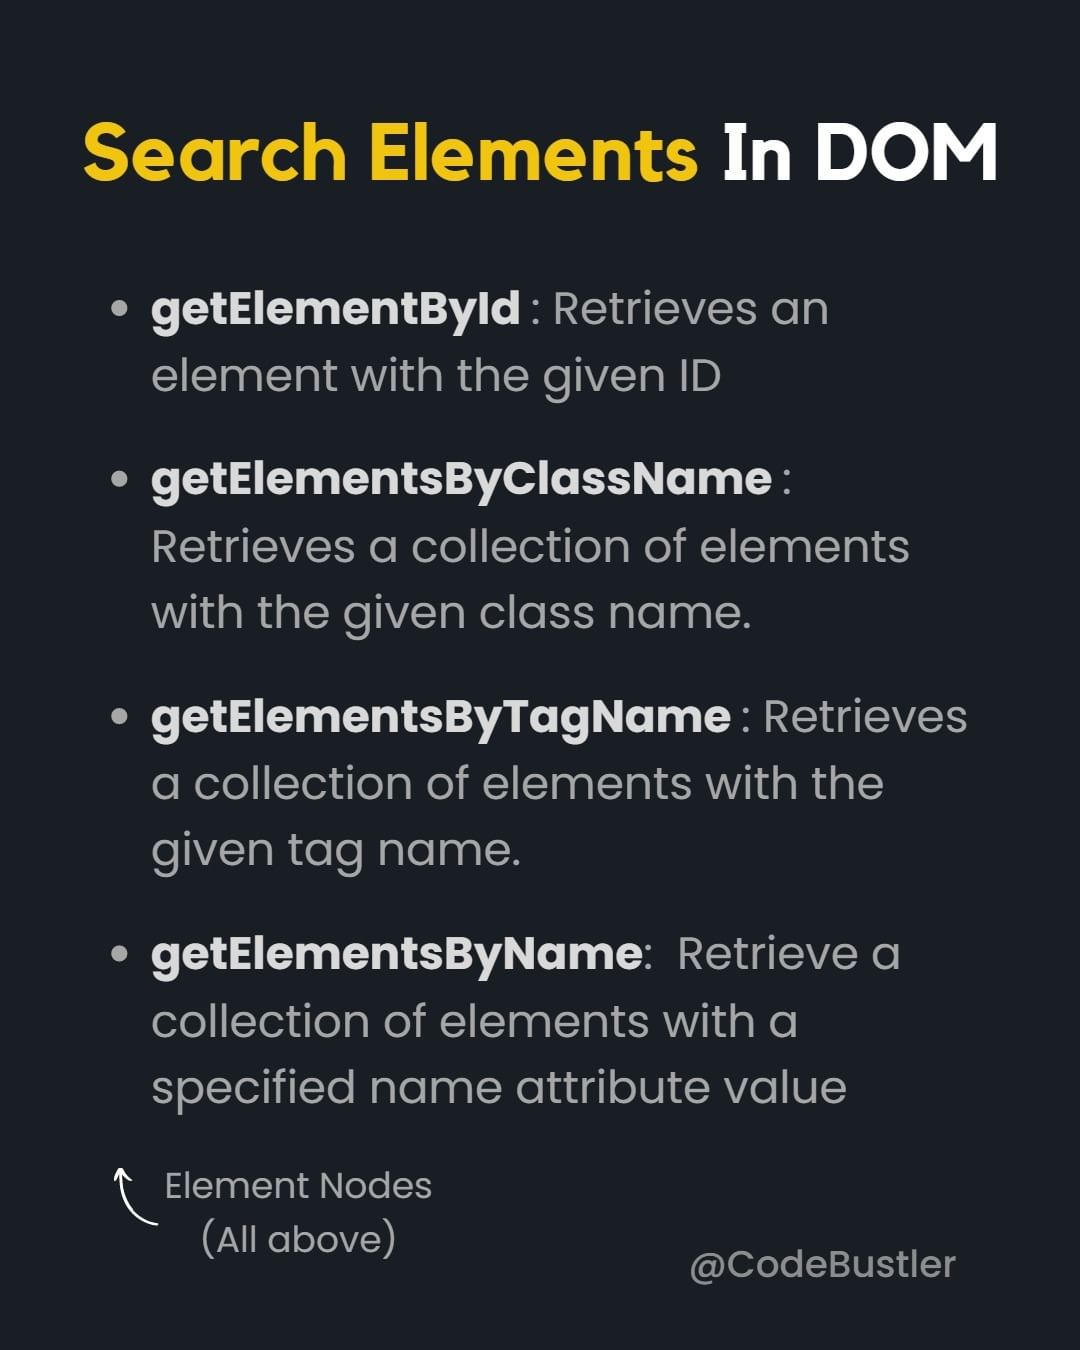 Search Elements In DOM
• getElementById : Retrieves an
element with the given ID
• getElementsByClassName :
Retrieves a collection of elements
with the given class name.
• getElementsByTagName : Retrieves
a collection of elements with the
given tag name.
• getElementsByName:  Retrieve a
collection of elements with a
specified name attribute value
Element Nodes
(All above)
@CodeBustler